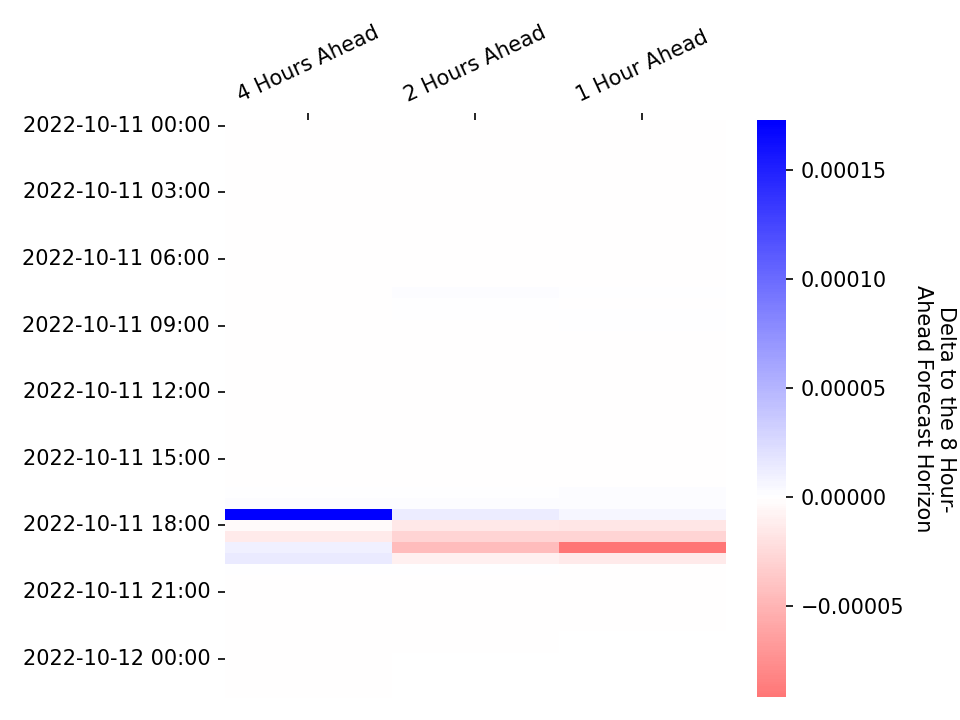 4 Hours Ahead
2 Hours Ahead
1 Hour Ahead
2022-10-11 00:00
2022-10-11 03:00
2022-10-11 06:00
2022-10-11 09:00
2022-10-11 12:00
2022-10-11 15:00
2022-10-11 18:00
2022-10-11 21:00
2022-10-12 00:00
0.00015
0.00010
0.00005
0.00000
−0.00005
Delta to the 8 Hour-
Ahead Forecast Horizon